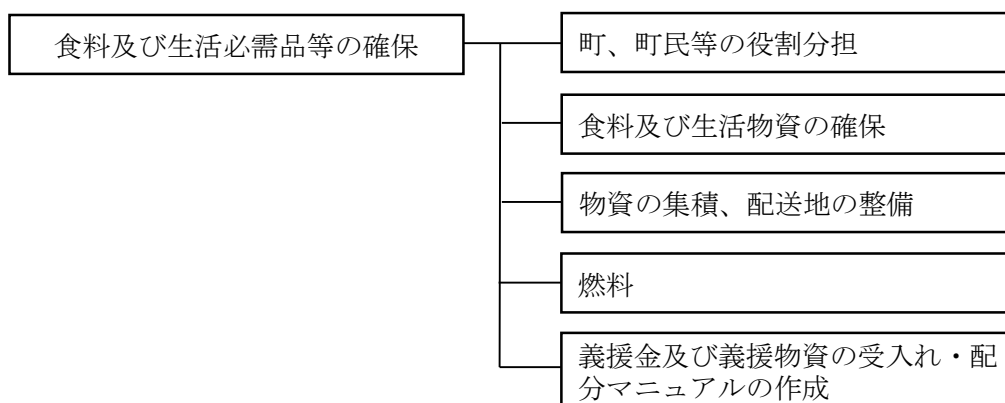 食料及び生活必需品等の確保
町、町民等の役割分担
食料及び生活物資の確保
物資の集積、配送地の整備
燃料
義援金及び義援物資の受入れ・配
分マニュアルの作成